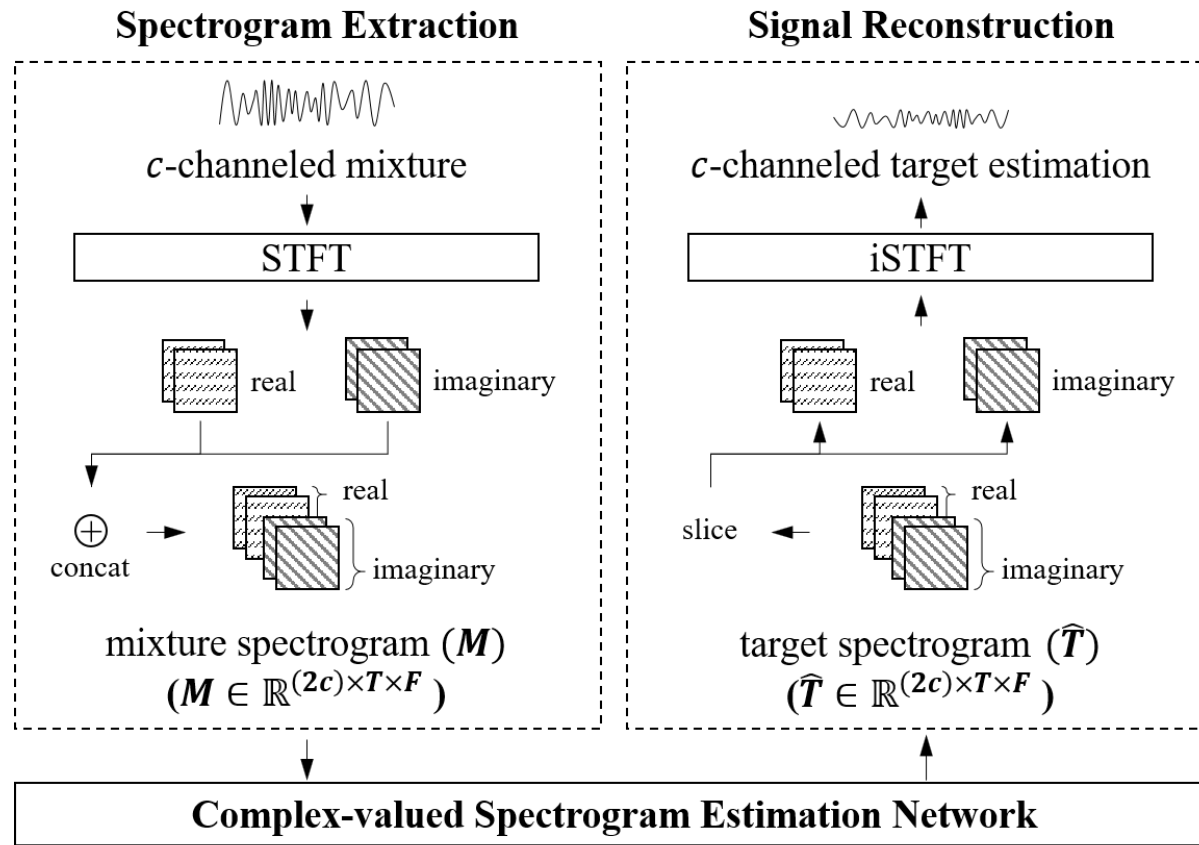 Spectrogram Extraction
c-channeled mixture
STFT
real
imaginary
concat
real
imaginary
mixture spectrogram (M)
(M ∈ ℝ^(2c)×T×F )
Signal Reconstruction
c-channeled target estimation
iSTFT
real
imaginary
slice
real
imaginary
target spectrogram (T̂)
(T̂ ∈ ℝ^(2c)×T×F )
Complex-valued Spectrogram Estimation Network